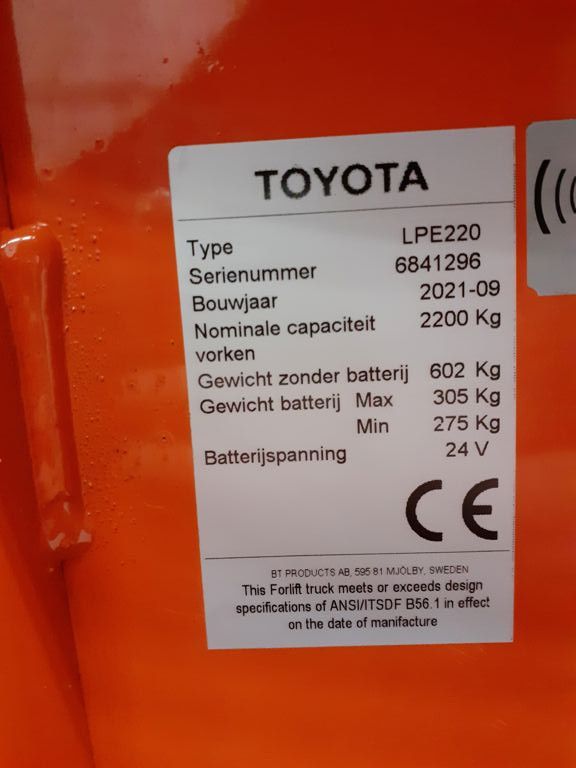 TOYOTA
Type LPE220
Serienummer 6841296
Bouwjaar 2021-09
Nominale capaciteit 2200 Kg
vorken
Gewicht zonder batterij 602 Kg
Gewicht batterij Max 305 Kg
Min 275 Kg
Batterijspanning 24 V
CE
BT PRODUCTS AB, 595 81 MJÖLBY, SWEDEN
This Forlift truck meets or exceeds design
specifications of ANSI/ITSDF B56.1 in effect
on the date of manifacture